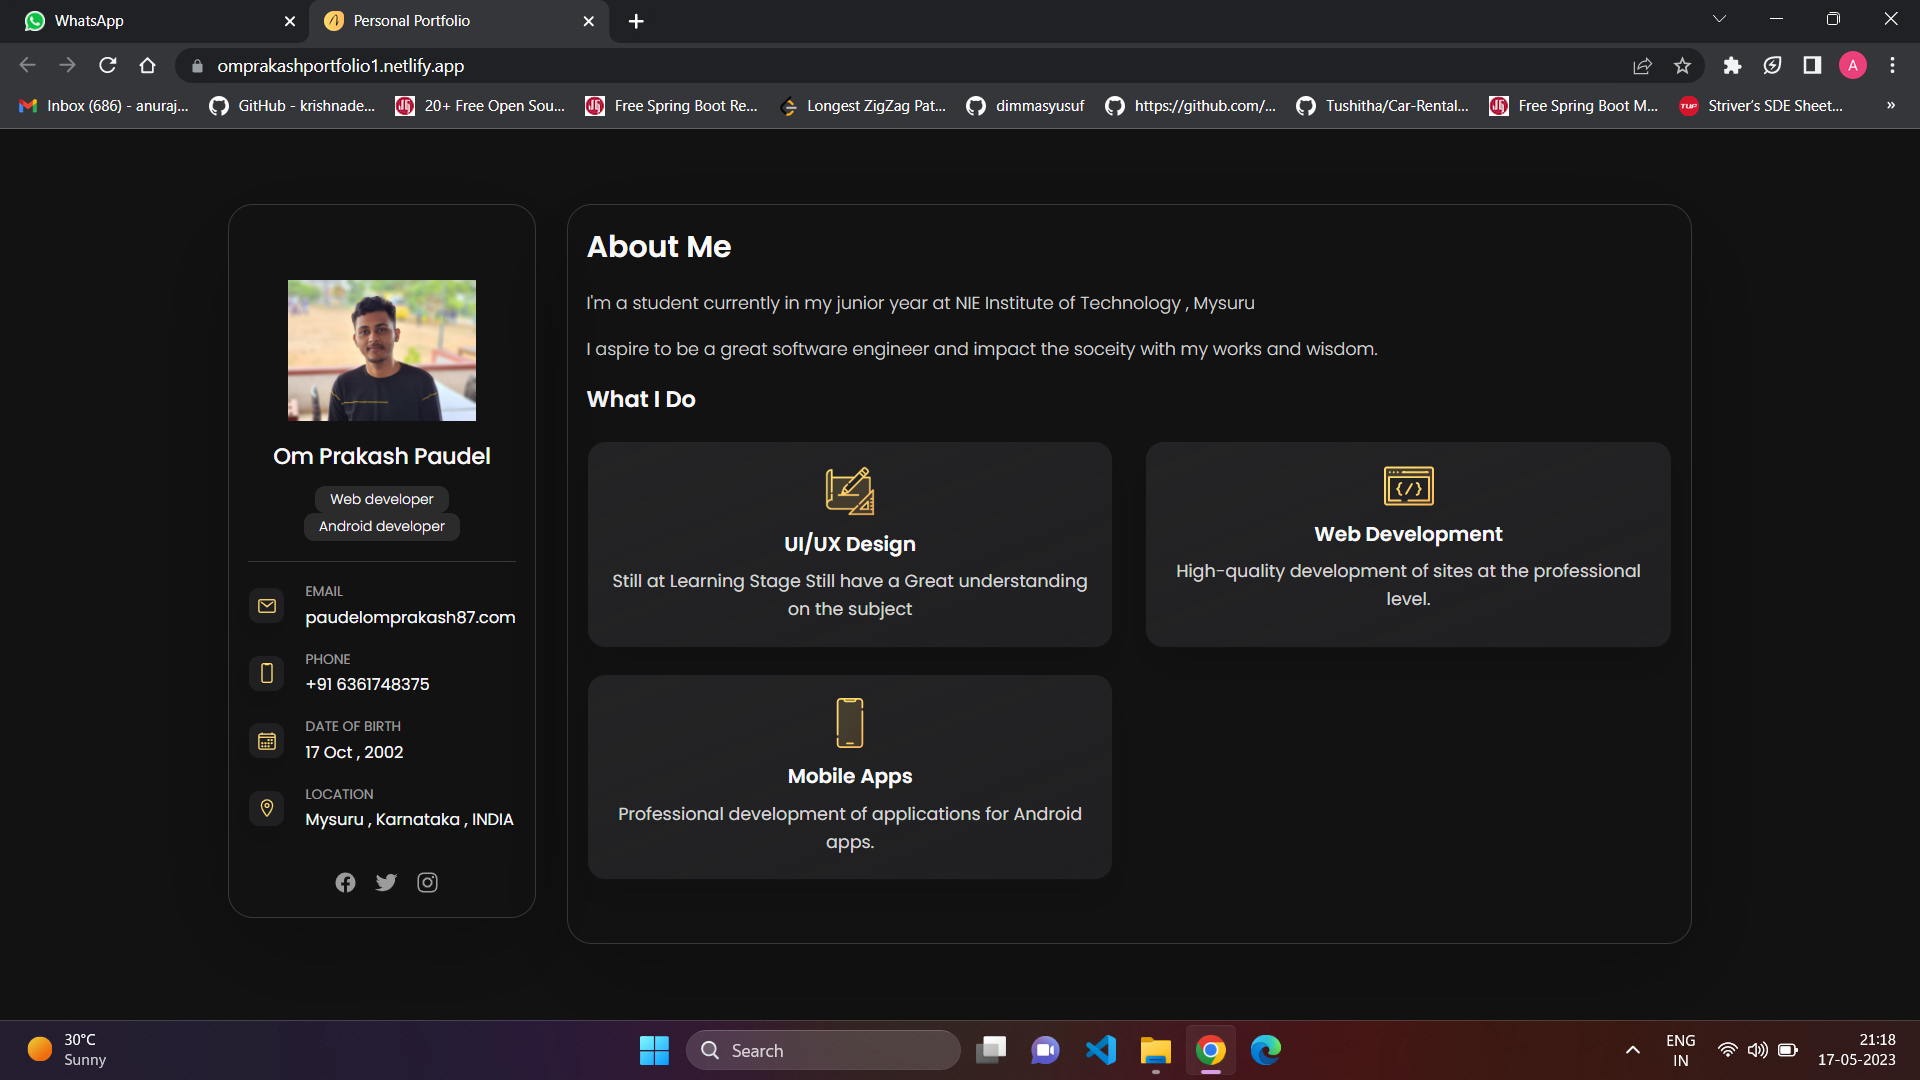 WhatsApp
Personal Portfolio
omprakashportfolio1.netlify.app
A
Inbox (686) - anuraj...
GitHub - krishnade...
20+ Free Open Sou...
Free Spring Boot Re...
Longest ZigZag Pat...
dimmasyusuf
https://github.com/...
Tushitha/Car-Rental...
Free Spring Boot M...
TUF
Striver's SDE Sheet...
»
Om Prakash Paudel
Web developer
Android developer
EMAIL
paudelomprakash87.com
PHONE
+91 6361748375
DATE OF BIRTH
17 Oct , 2002
LOCATION
Mysuru , Karnataka , INDIA
About Me
I'm a student currently in my junior year at NIE Institute of Technology , Mysuru
I aspire to be a great software engineer and impact the soceity with my works and wisdom.
What I Do
UI/UX Design
Still at Learning Stage Still have a Great understanding
on the subject
Web Development
High-quality development of sites at the professional
level.
Mobile Apps
Professional development of applications for Android
apps.
30°C
Sunny
Search
ENG
IN
21:18
17-05-2023